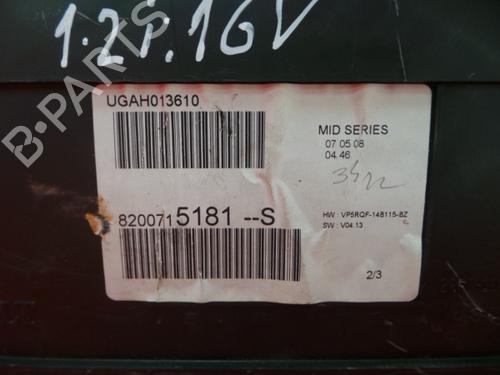 1.2i.16V
B-PARTS
UGAH013610
MID SERIES
07 05 08
04.46
8200715181 --S
HW : VP5RQF-14B115-BZ
SW : V04.13
2/3